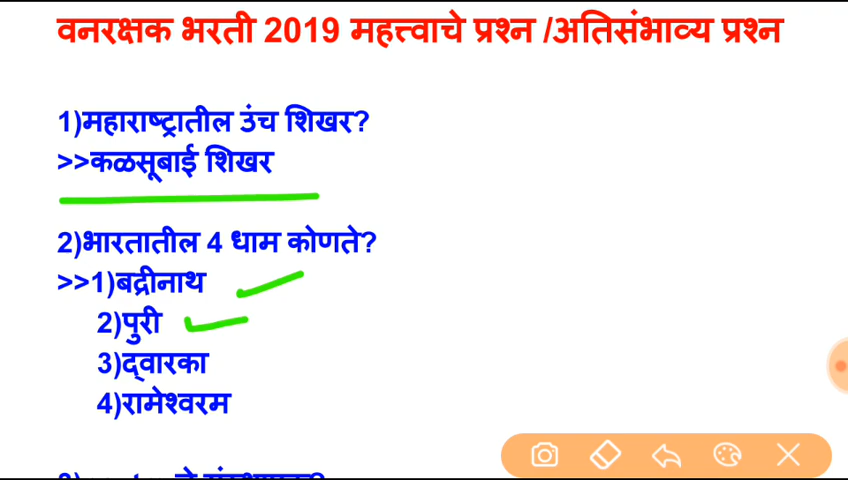 वनरक्षक भरती 2019 महत्त्वाचे प्रश्न /अतिसंभाव्य प्रश्न
1)महाराष्ट्रातील उंच शिखर?
>>कळसूबाई शिखर
2)भारतातील 4 धाम कोणते?
>>1)बद्रीनाथ
2)पुरी
3)द्वारका
4)रामेश्वरम